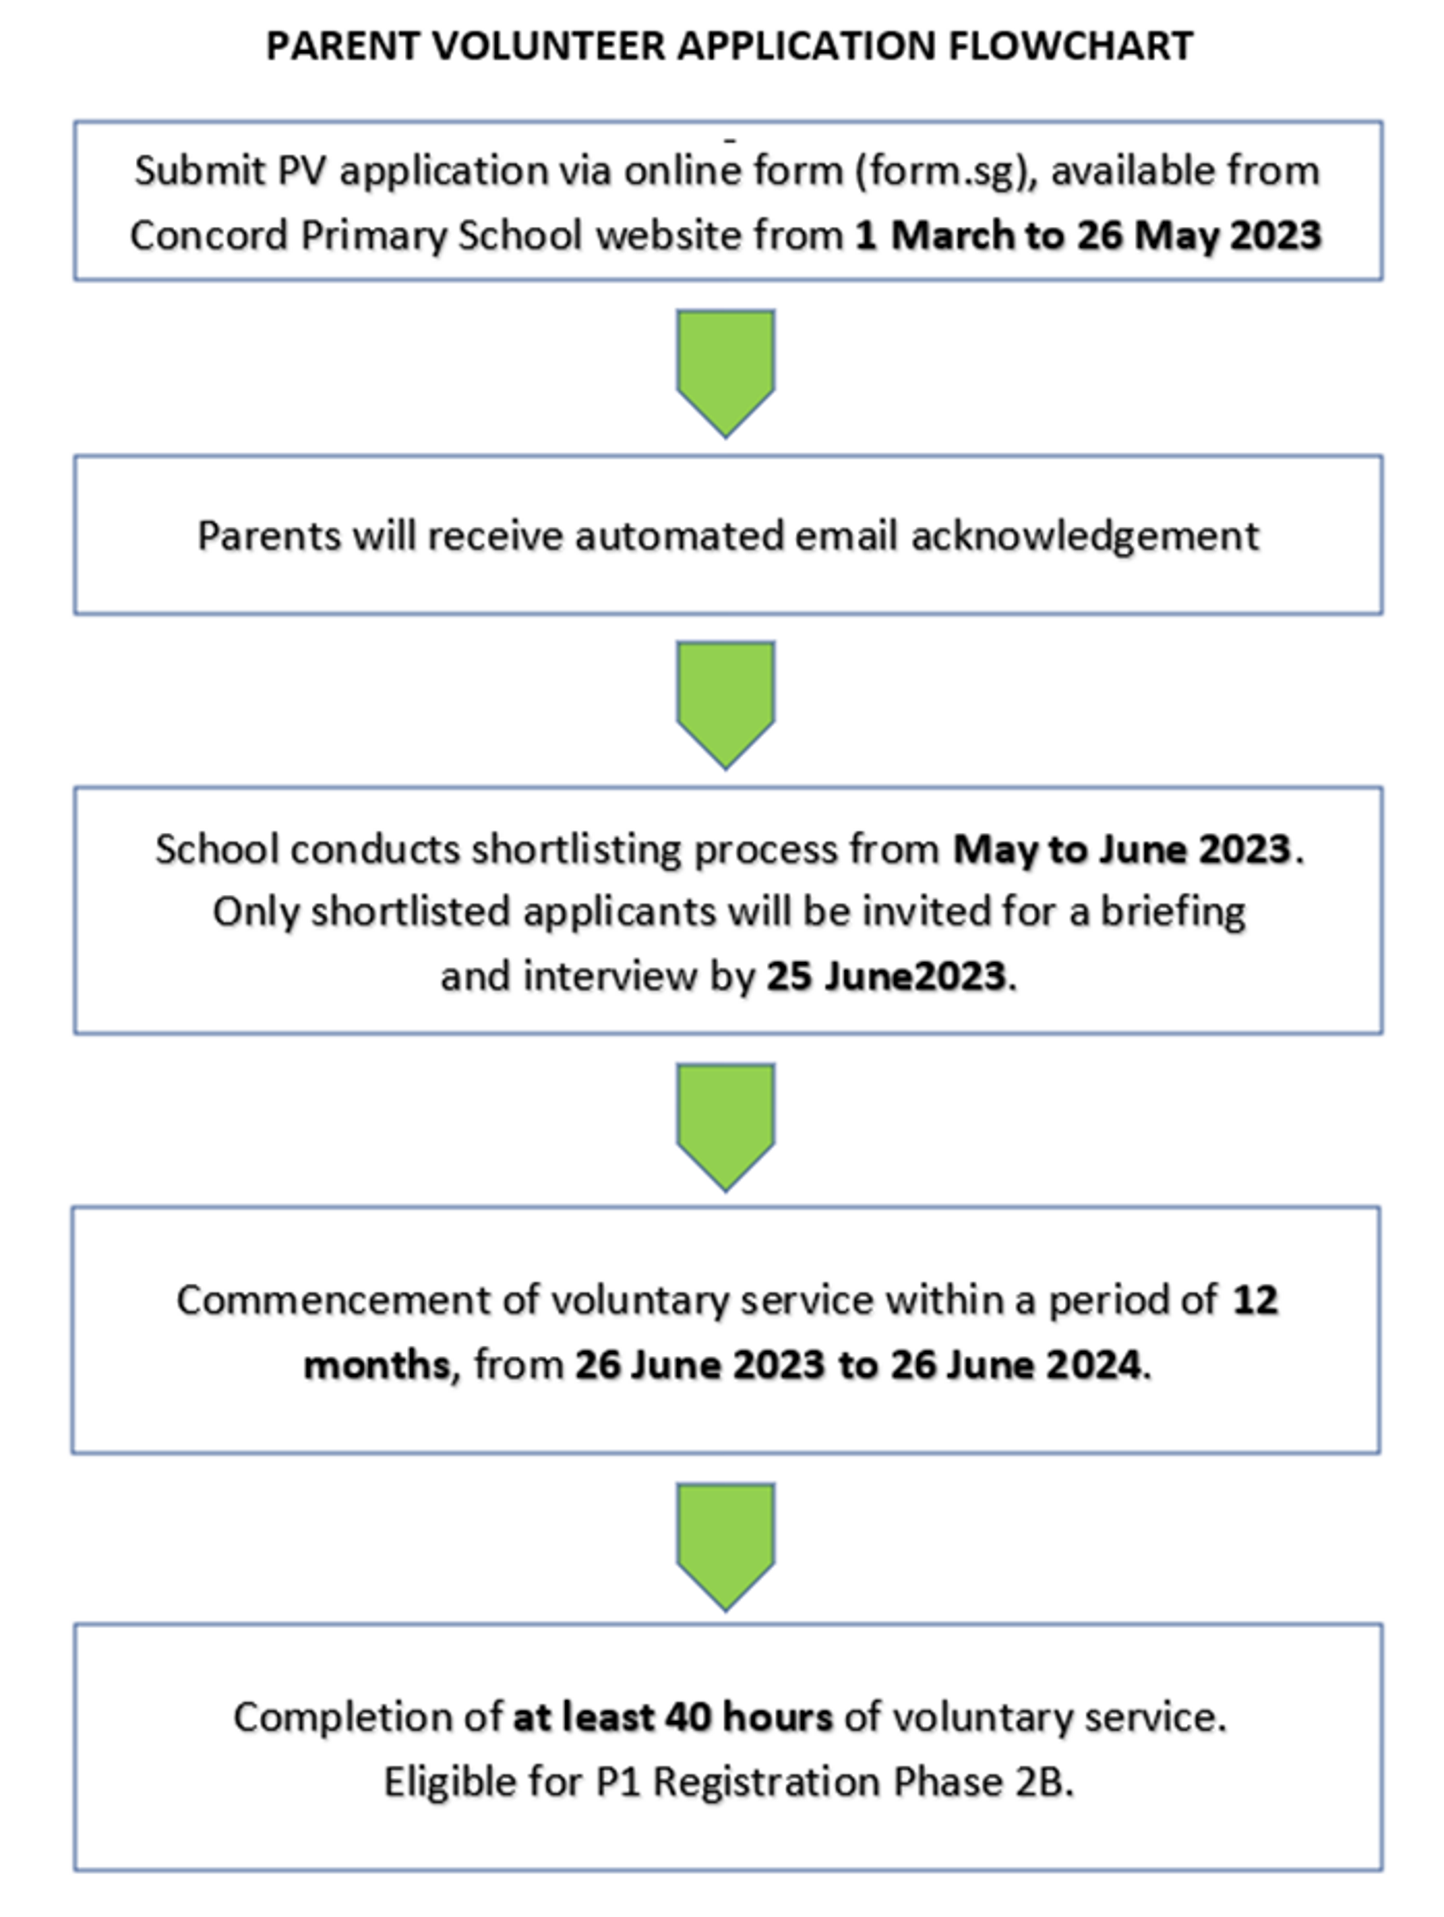 PARENT VOLUNTEER APPLICATION FLOWCHART
-
Submit PV application via online form (form.sg), available from
Concord Primary School website from 1 March to 26 May 2023
Parents will receive automated email acknowledgement
School conducts shortlisting process from May to June 2023.
Only shortlisted applicants will be invited for a briefing
and interview by 25 June2023.
Commencement of voluntary service within a period of 12
months, from 26 June 2023 to 26 June 2024.
Completion of at least 40 hours of voluntary service.
Eligible for P1 Registration Phase 2B.